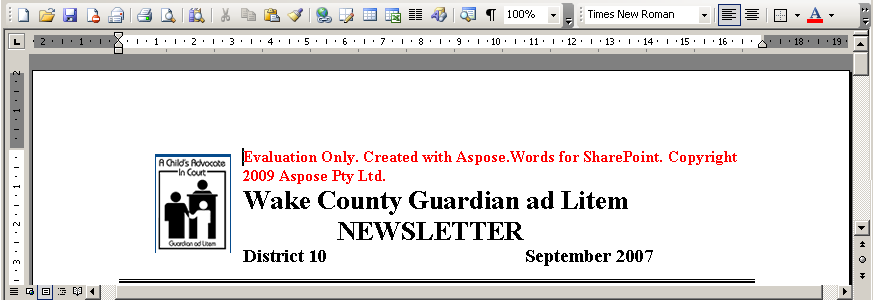 100%
Times New Roman
2 1 1 2 3 4 5 6 7 8 9 10 11 12 13 14 15 16 18 19
A Child's Advocate
In Court
Evaluation Only. Created with Aspose.Words for SharePoint. Copyright
2009 Aspose Pty Ltd.
Wake County Guardian ad Litem
NEWSLETTER
Guardian ad Litem
District 10 September 2007